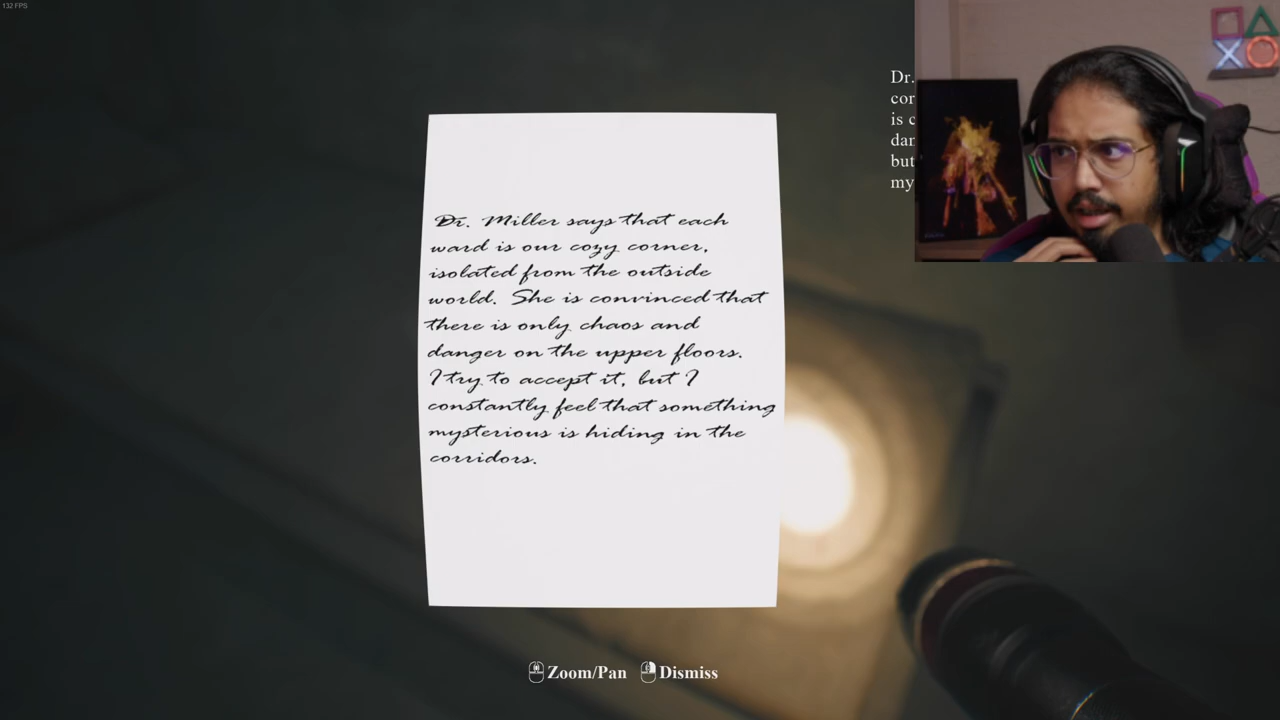 132 FPS
Dr.
cor
is c
dar
but
my
Dr. Miller says that each
ward is our cozy corner,
isolated from the outside
world. She is convinced that
there is only chaos and
danger on the upper floors.
I try to accept it, but I
constantly feel that something
mysterious is hiding in the
corridors.
Zoom/Pan Dismiss